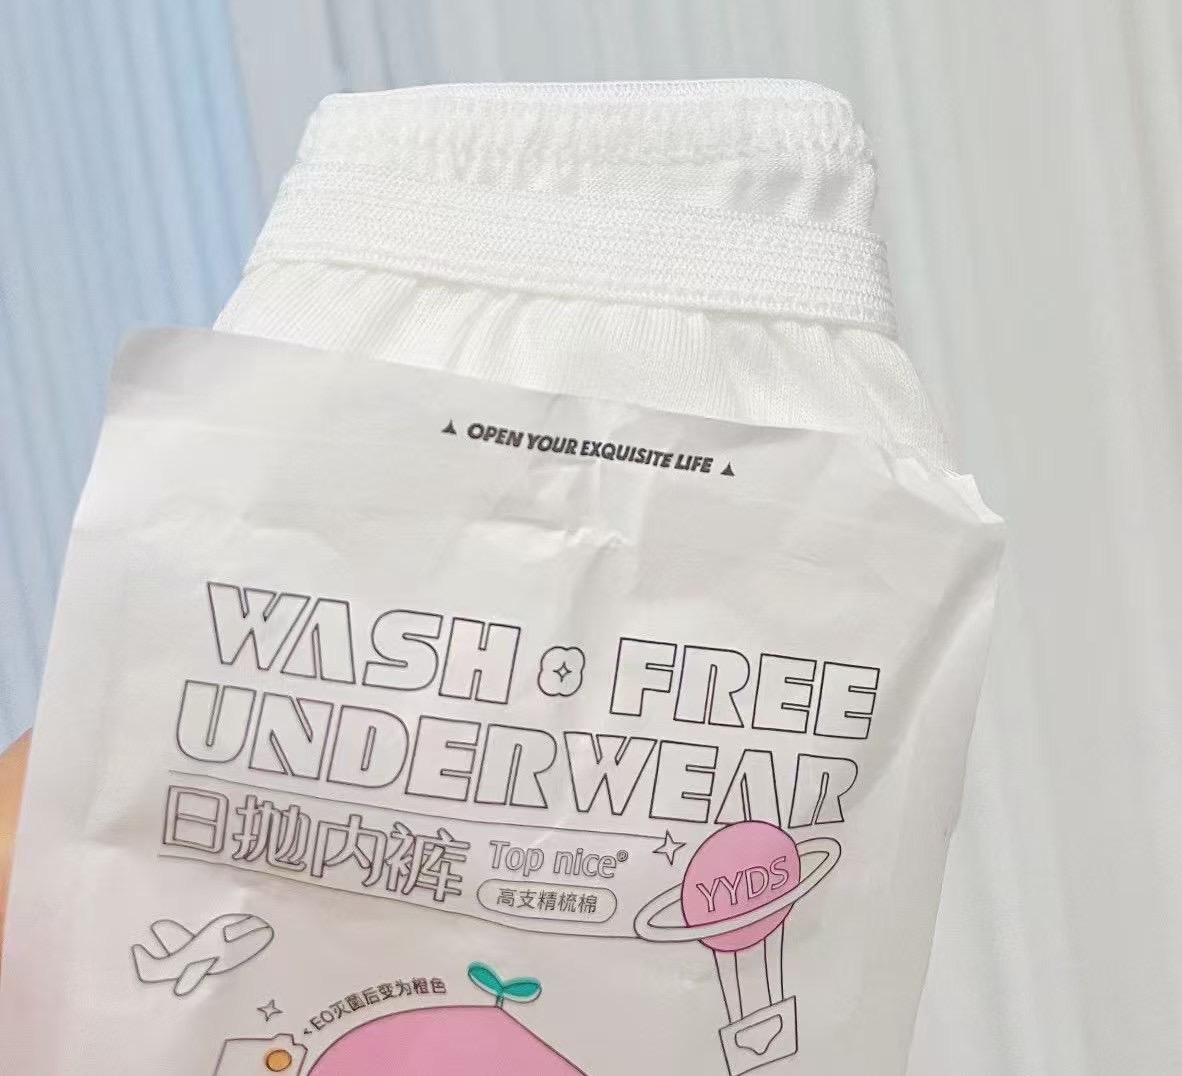 ▲ OPEN YOUR EXQUISITE LIFE ▲
WASH FREE
UNDERWEAR
日抛内裤
Top nice®
高支精梳棉
YYDS
<EO灭菌后变为橙色